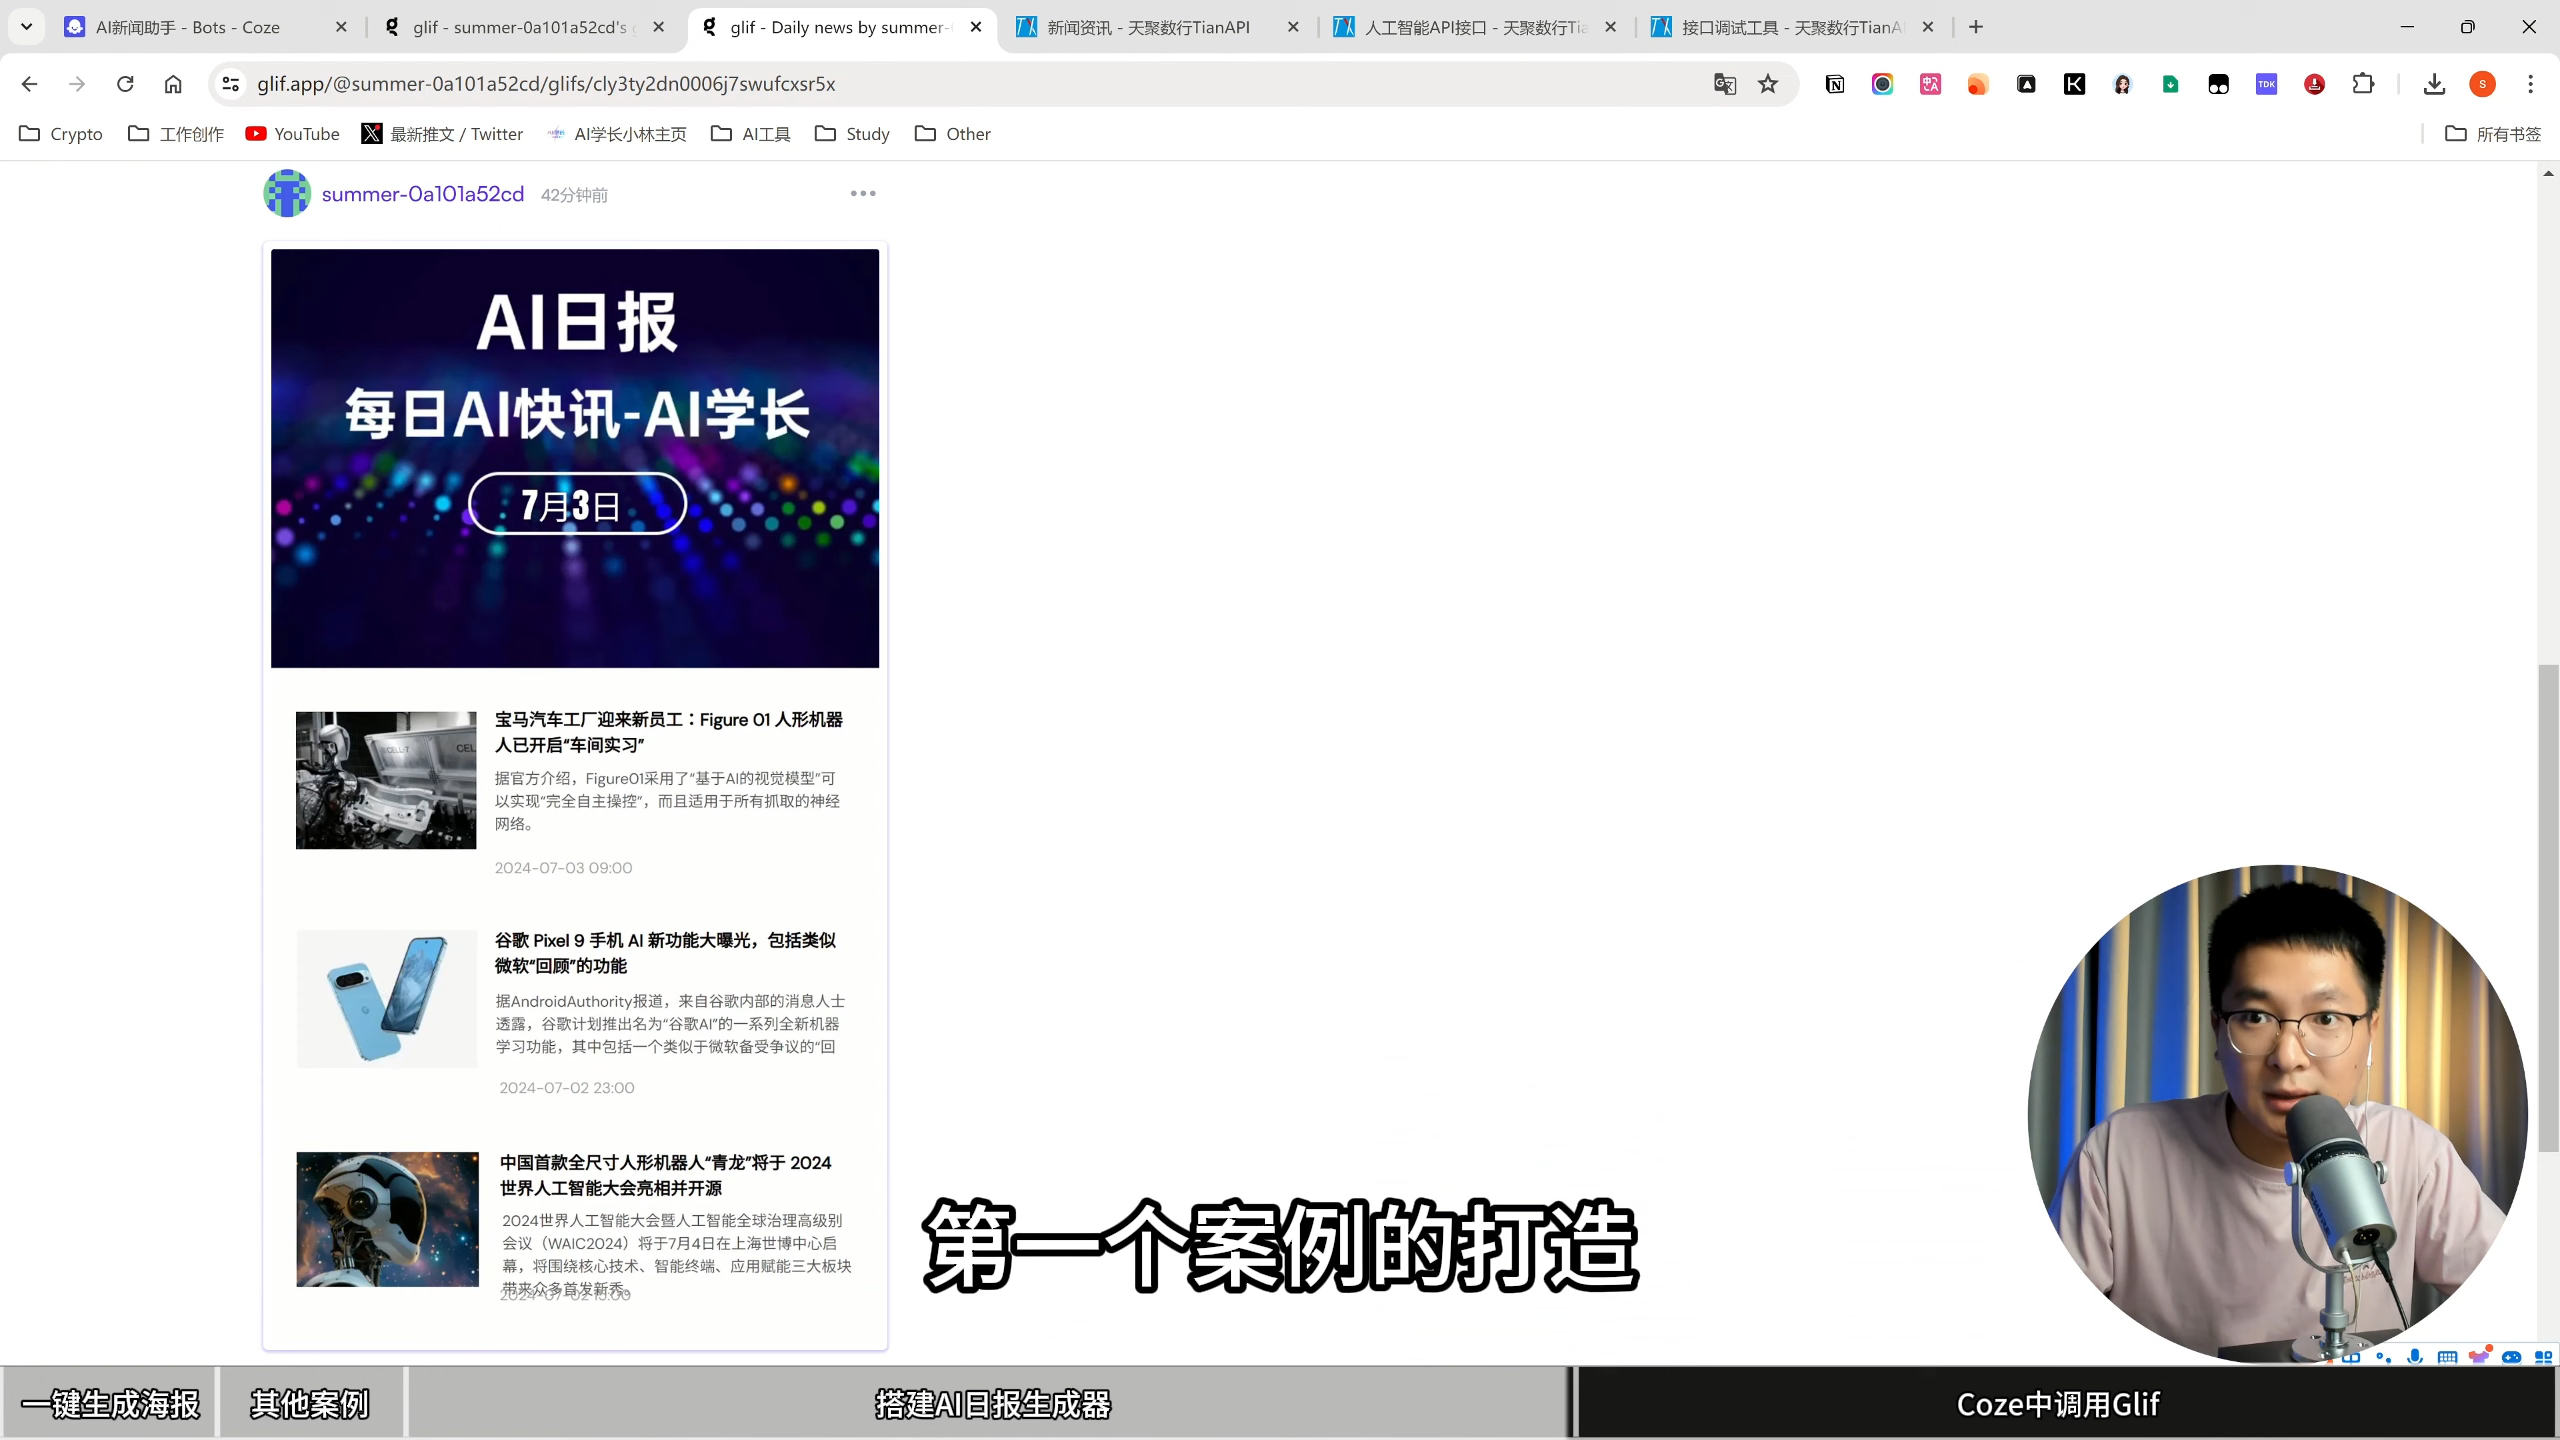 AI新闻助手 - Bots - Coze
glif - summer-0a101a52cd's g
glif - Daily news by summer-
新闻资讯 - 天聚数行TianAPI
人工智能API接口 - 天聚数行Tia
接口调试工具 - 天聚数行TianA
glif.app/@summer-0a101a52cd/glifs/cly3ty2dn0006j7swufcxsr5x
Crypto
工作创作
YouTube
最新推文 / Twitter
AI学长小林主页
AI工具
Study
Other
所有书签
summer-0a101a52cd 42分钟前
AI日报
每日AI快讯-AI学长
7月3日
宝马汽车工厂迎来新员工：Figure 01 人形机器
人已开启“车间实习”
据官方介绍，Figure01采用了“基于AI的视觉模型”可
以实现“完全自主操控”，而且适用于所有抓取的神经
网络。
2024-07-03 09:00
谷歌 Pixel 9 手机 AI 新功能大曝光，包括类似
微软“回顾”的功能
据AndroidAuthority报道，来自谷歌内部的消息人士
透露，谷歌计划推出名为“谷歌AI”的一系列全新机器
学习功能，其中包括一个类似于微软备受争议的“回
2024-07-02 23:00
中国首款全尺寸人形机器人“青龙”将于 2024
世界人工智能大会亮相并开源
2024世界人工智能大会暨人工智能全球治理高级别
会议（WAIC2024）将于7月4日在上海世博中心启
幕，将围绕核心技术、智能终端、应用赋能三大板块
带来众多首发新秀。
2024-07-02 15:00
第一个案例的打造
一键生成海报
其他案例
搭建AI日报生成器
Coze中调用Glif